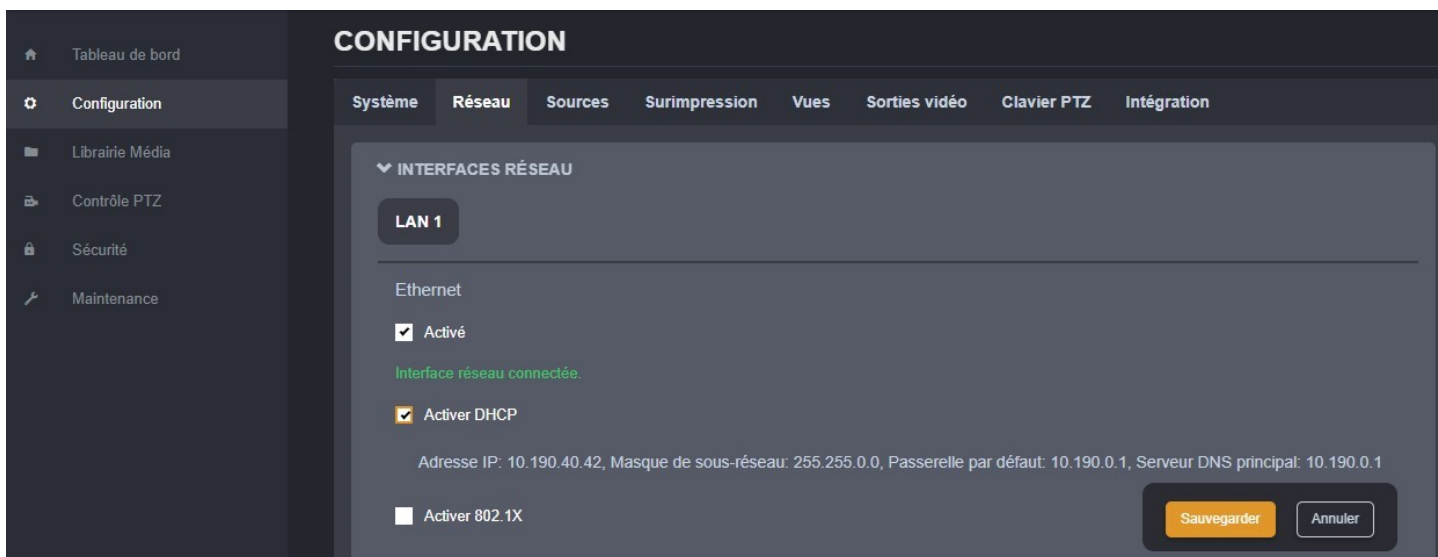 CONFIGURATION
Tableau de bord
Configuration
Librairie Média
Contrôle PTZ
Sécurité
Maintenance
Système Réseau Sources Surimpression Vues Sorties vidéo Clavier PTZ Intégration
INTERFACES RÉSEAU
LAN 1
Ethernet
Activé
Interface réseau connectée.
Activer DHCP
Adresse IP: 10.190.40.42, Masque de sous-réseau: 255.255.0.0, Passerelle par défaut: 10.190.0.1, Serveur DNS principal: 10.190.0.1
Activer 802.1X
Sauvegarder Annuler